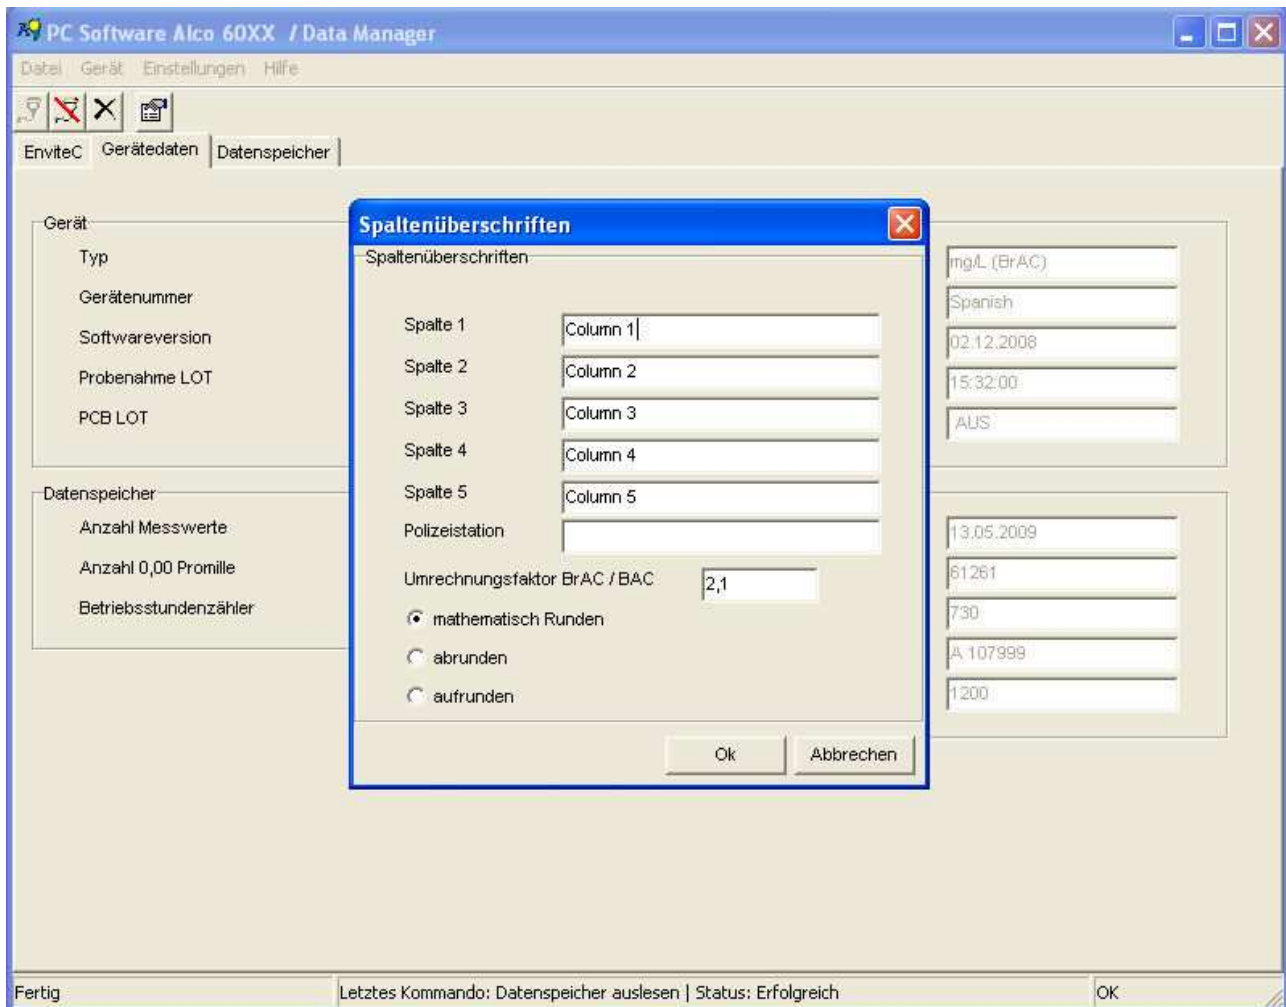 PC Software Alco 60XX / Data Manager
Datei Gerät Einstellungen Hilfe
EnviteC Gerätedaten Datenspeicher
Gerät
Typ
Gerätenummer
Softwareversion
Probenahme LOT
PCB LOT
mg/L (BrAC)
Spanish
02.12.2008
15:32:00
AUS
Datenspeicher
Anzahl Messwerte
Anzahl 0,00 Promille
Betriebsstundenzähler
13.05.2009
61261
730
A 107999
1200
Spaltenüberschriften
Spaltenüberschriften
Spalte 1 Column 1
Spalte 2 Column 2
Spalte 3 Column 3
Spalte 4 Column 4
Spalte 5 Column 5
Polizeistation
Umrechnungsfaktor BrAC / BAC 2,1
mathematisch Runden
abrunden
aufrunden
Ok Abbrechen
Fertig Letztes Kommando: Datenspeicher auslesen | Status: Erfolgreich OK